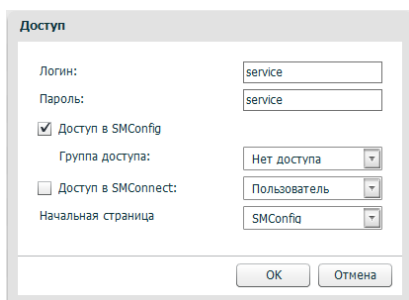 Доступ
Логин: service
Пароль: service
Доступ в SMConfig
Группа доступа: Нет доступа
Доступ в SMConnect: Пользователь
Начальная страница SMConfig
OK Отмена